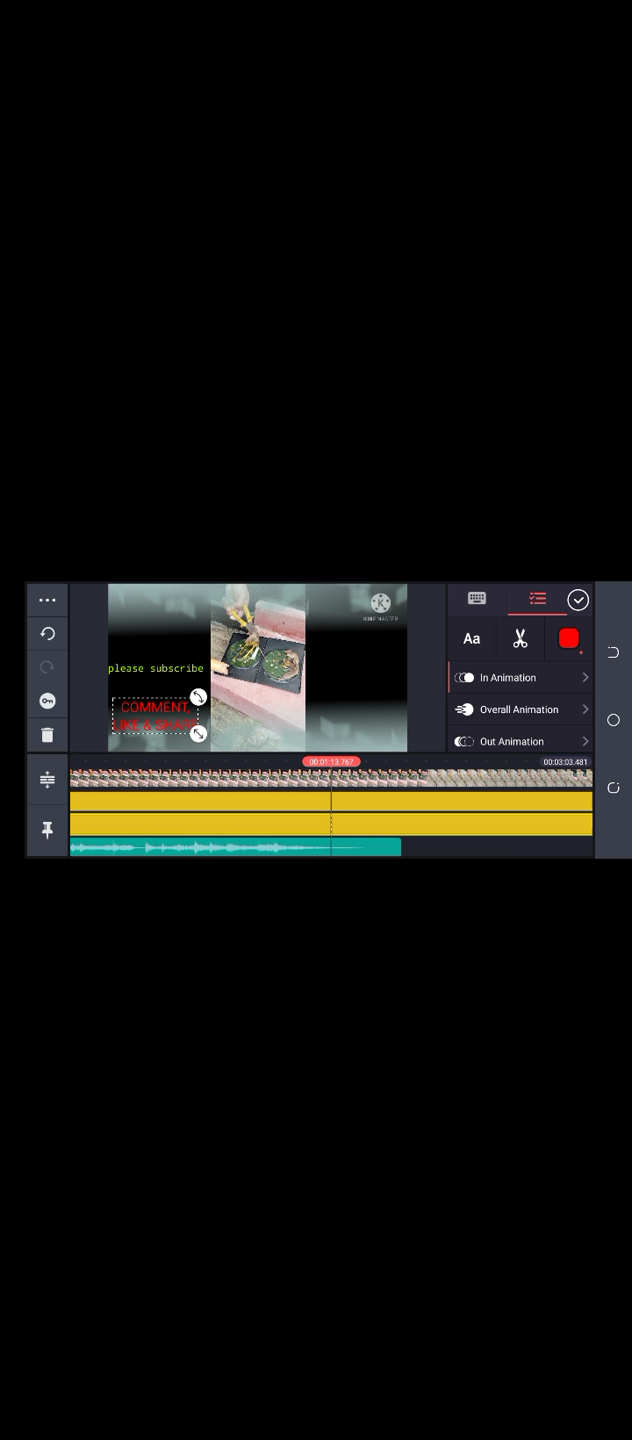 KINEMASTER
please subscribe
COMMENT,
LIKE & SHARE
Aa
In Animation
Overall Animation
Out Animation
00:01:13.767
00:03:03.481